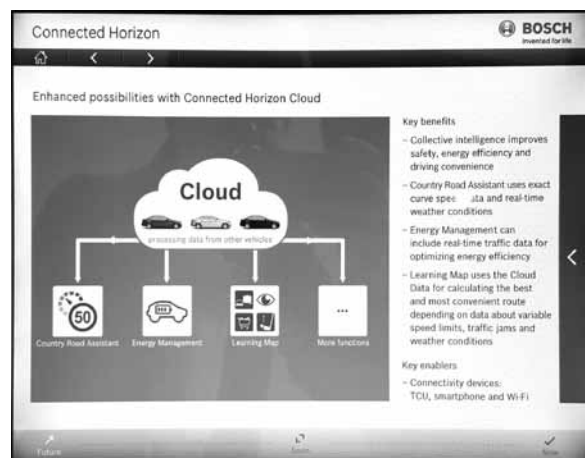 Connected Horizon
BOSCH
Invented for life
Enhanced possibilities with Connected Horizon Cloud
Cloud
processing data from other vehicles
50
Country Road Assistant
Energy Management
Learning Map
...
More functions
Key benefits
– Collective intelligence improves
safety, energy efficiency and
driving convenience
– Country Road Assistant uses exact
curve and real-time
weather conditions
– Energy Management can
include real-time traffic data for
optimizing energy efficiency
– Learning Map uses the Cloud
Data for calculating the best
and most convenient route
depending on data about variable
speed limits, traffic jams and
weather conditions
Key enablers
– Connectivity devices:
TCU, smartphone and Wi-Fi
Future